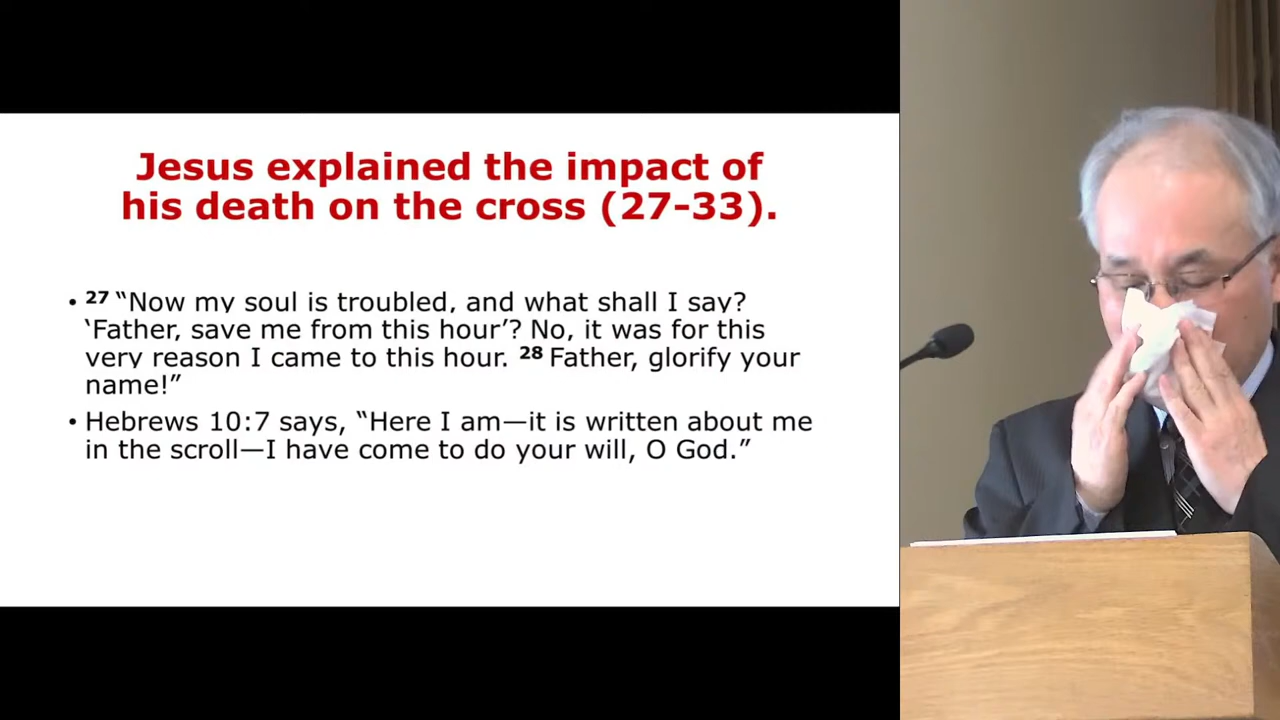 Jesus explained the impact of
his death on the cross (27-33).
• 27 “Now my soul is troubled, and what shall I say?
‘Father, save me from this hour’? No, it was for this
very reason I came to this hour. 28 Father, glorify your
name!”
• Hebrews 10:7 says, “Here I am—it is written about me
in the scroll—I have come to do your will, O God.”